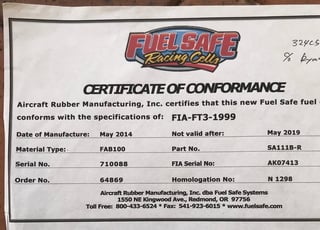 FUEL SAFE
Racing Cells
CERTIFICATE OF CONFORMANCE
Aircraft Rubber Manufacturing, Inc. certifies that this new Fuel Safe fuel
conforms with the specifications of: FIA-FT3-1999
Date of Manufacture: May 2014 Not valid after: May 2019
Material Type: FAB100 Part No. SA111B-R
Serial No. 710088 FIA Serial No: AK07413
Order No. 64869 Homologation No: N 1298
Aircraft Rubber Manufacturing, Inc. dba Fuel Safe Systems
1550 NE Kingwood Ave., Redmond, OR 97756
Toll Free: 800-433-6524 * Fax: 541-923-6015 * www.fuelsafe.com